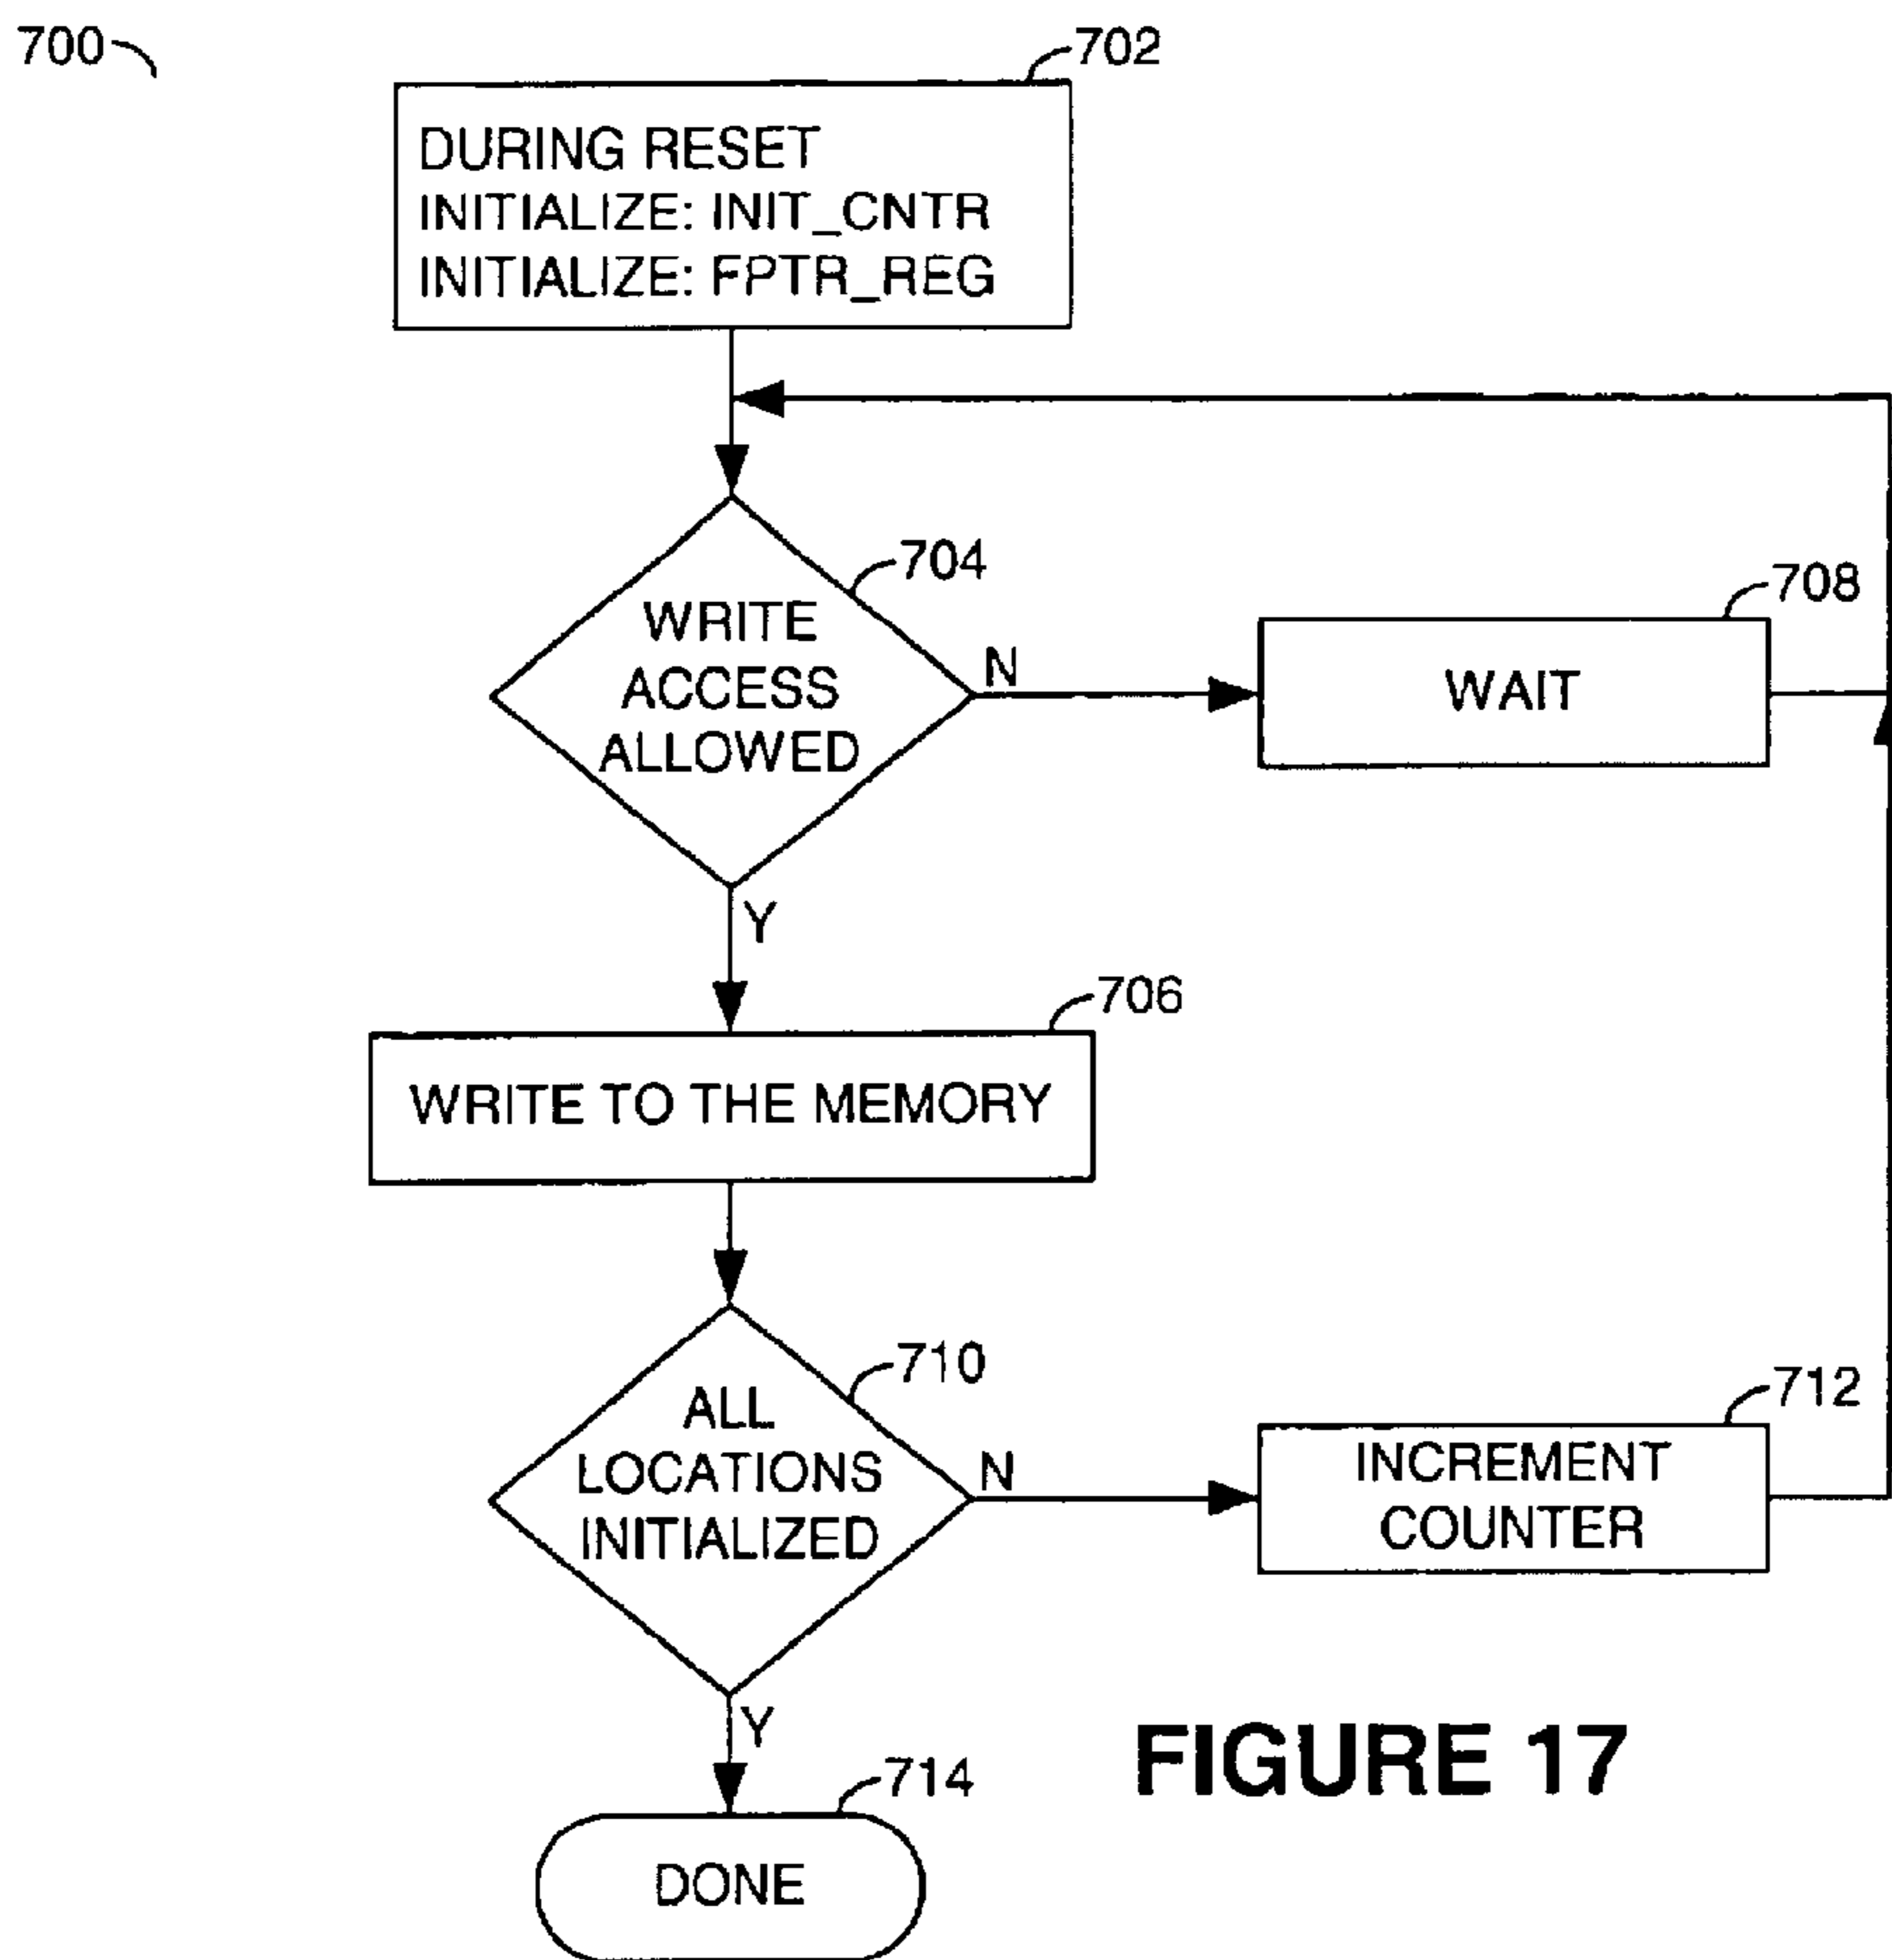 700
702
DURING RESET
INITIALIZE: INIT_CNTR
INITIALIZE: FPTR_REG
704
WRITE
ACCESS
ALLOWED
N
708
WAIT
Y
706
WRITE TO THE MEMORY
710
ALL
LOCATIONS
INITIALIZED
N
712
INCREMENT
COUNTER
Y
714
DONE
FIGURE 17